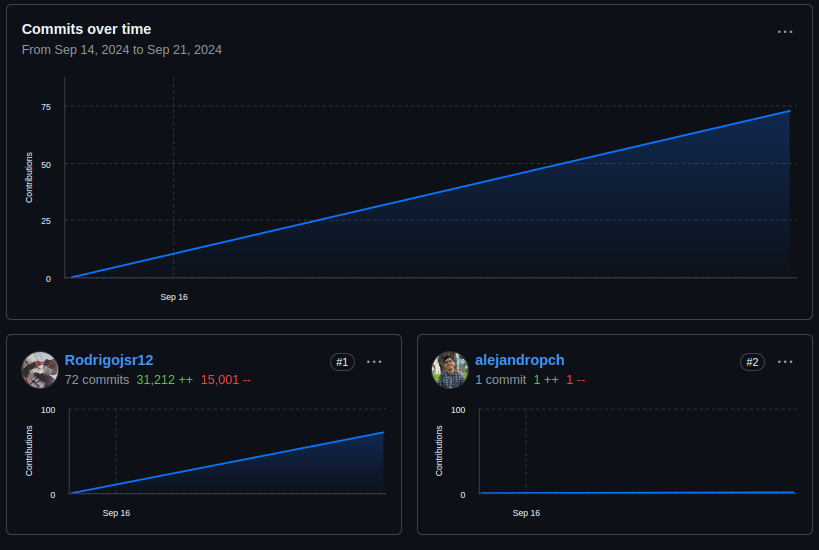 Commits over time
From Sep 14, 2024 to Sep 21, 2024
Contributions
75
50
25
0
Sep 16
Rodrigojsr12
#1
72 commits 31,212 ++ 15,001 --
Contributions
100
0
Sep 16
alejandropch
#2
1 commit 1 ++ 1 --
Contributions
100
0
Sep 16